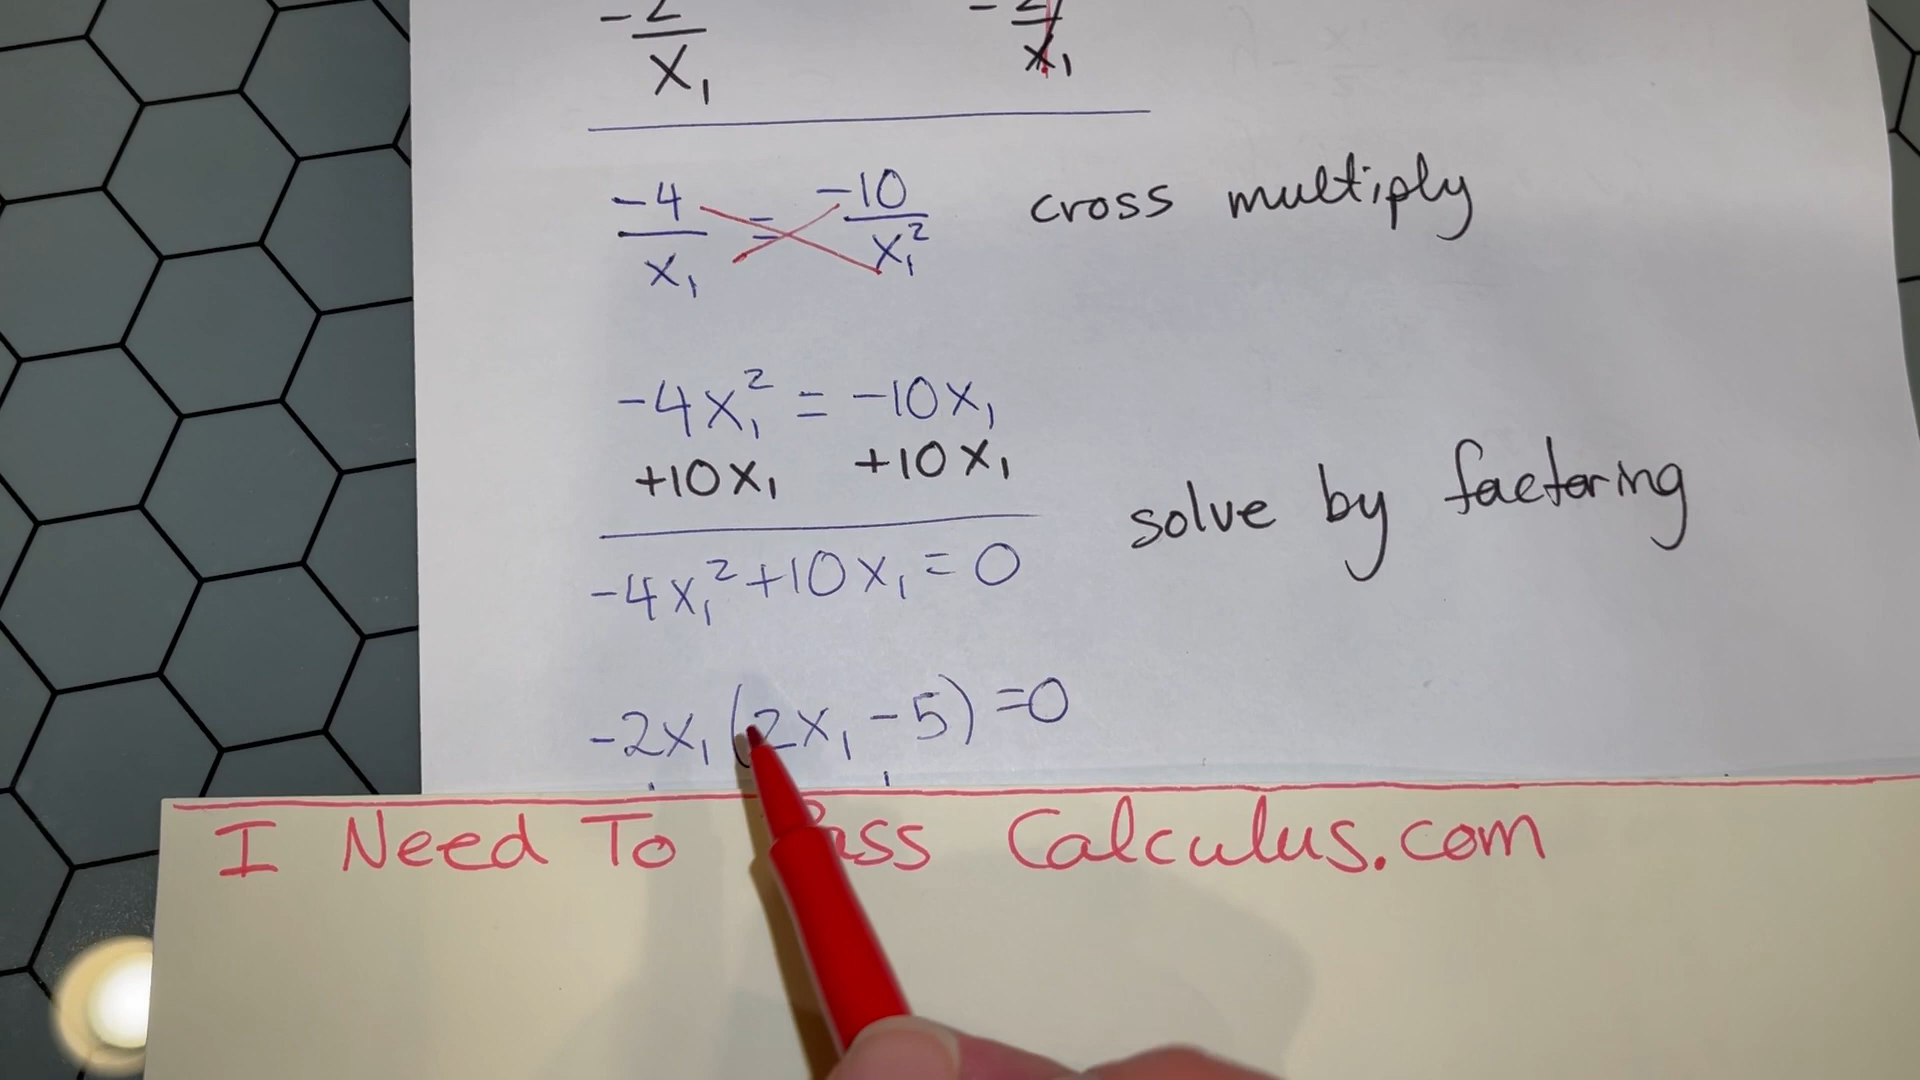 -2/x₁ -2/x₁
-4/x₁ = -10/x₁² cross multiply
-4x₁² = -10x₁
+10x₁ +10x₁
solve by factoring
-4x₁² +10x₁ = 0
-2x₁(2x₁ -5) =0
I Need To Pass Calculus.com